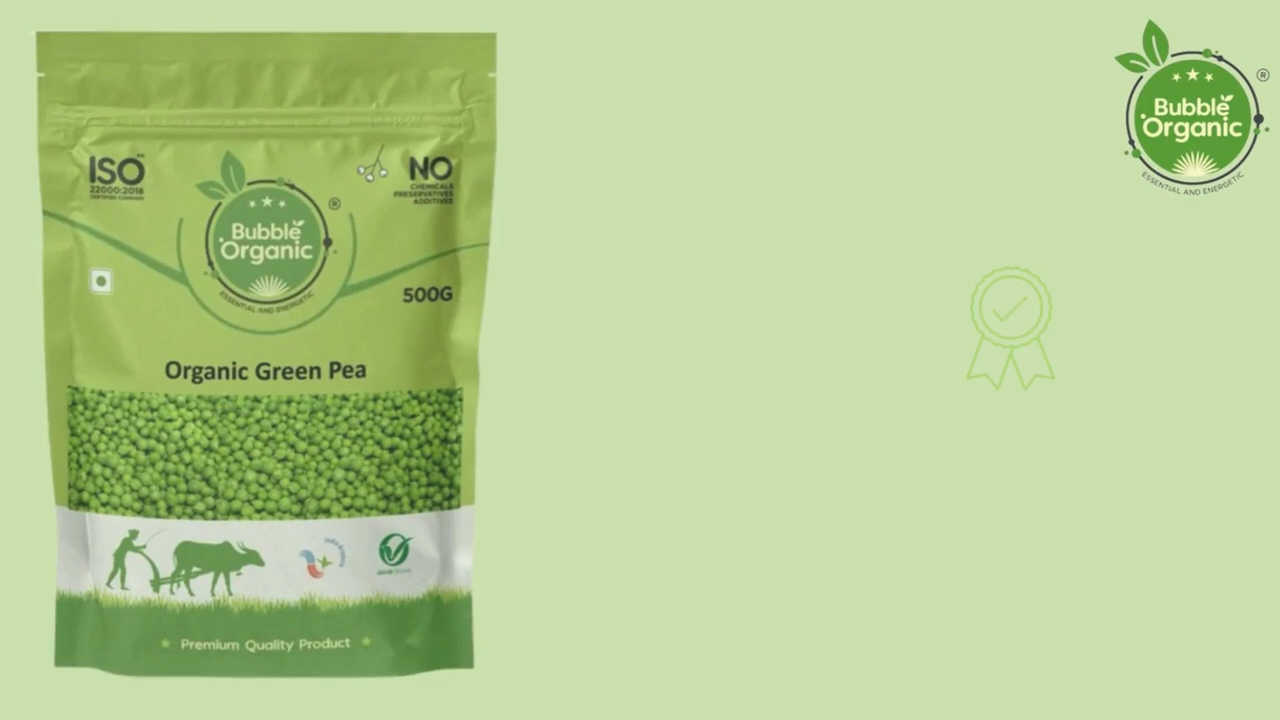 ISO
22000:2018
CERTIFIED COMPANY
NO
CHEMICALS
PRESERVATIVES
ADDITIVES
®
Bubble
Organic
ESSENTIAL AND ENERGETIC
500G
Organic Green Pea
Premium Quality Product
®
Bubble
Organic
ESSENTIAL AND ENERGETIC